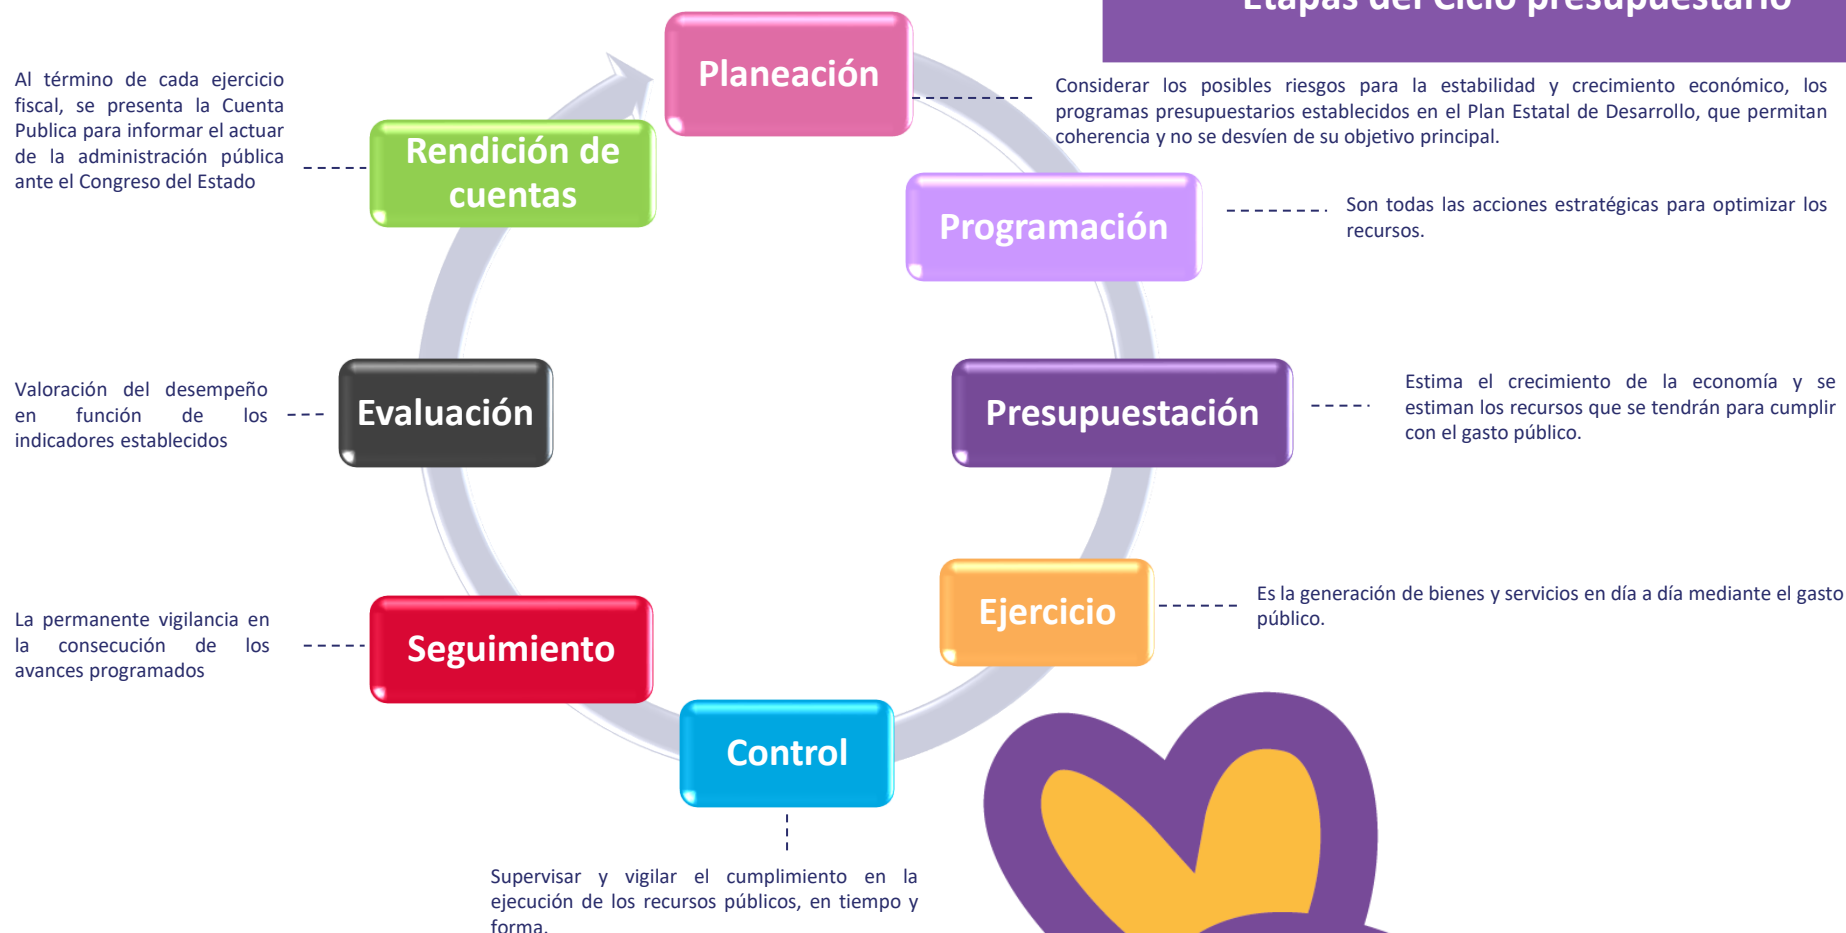 Etapas del Ciclo presupuestario
Planeación
Considerar los posibles riesgos para la estabilidad y crecimiento económico, los
programas presupuestarios establecidos en el Plan Estatal de Desarrollo, que permitan
coherencia y no se desvíen de su objetivo principal.
Programación
Son todas las acciones estratégicas para optimizar los
recursos.
Presupuestación
Estima el crecimiento de la economía y se
estiman los recursos que se tendrán para cumplir
con el gasto público.
Ejercicio
Es la generación de bienes y servicios en día a día mediante el gasto
público.
Control
Supervisar y vigilar el cumplimiento en la
ejecución de los recursos públicos, en tiempo y
forma.
Seguimiento
La permanente vigilancia en
la consecución de los
avances programados
Evaluación
Valoración del desempeño
en función de los
indicadores establecidos
Rendición de
cuentas
Al término de cada ejercicio
fiscal, se presenta la Cuenta
Publica para informar el actuar
de la administración pública
ante el Congreso del Estado